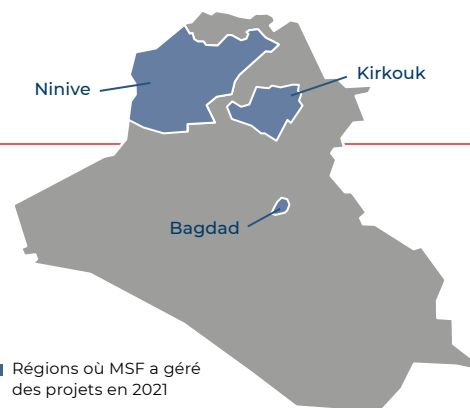 Ninive
Kirkouk
Bagdad
Régions où MSF a géré
des projets en 2021